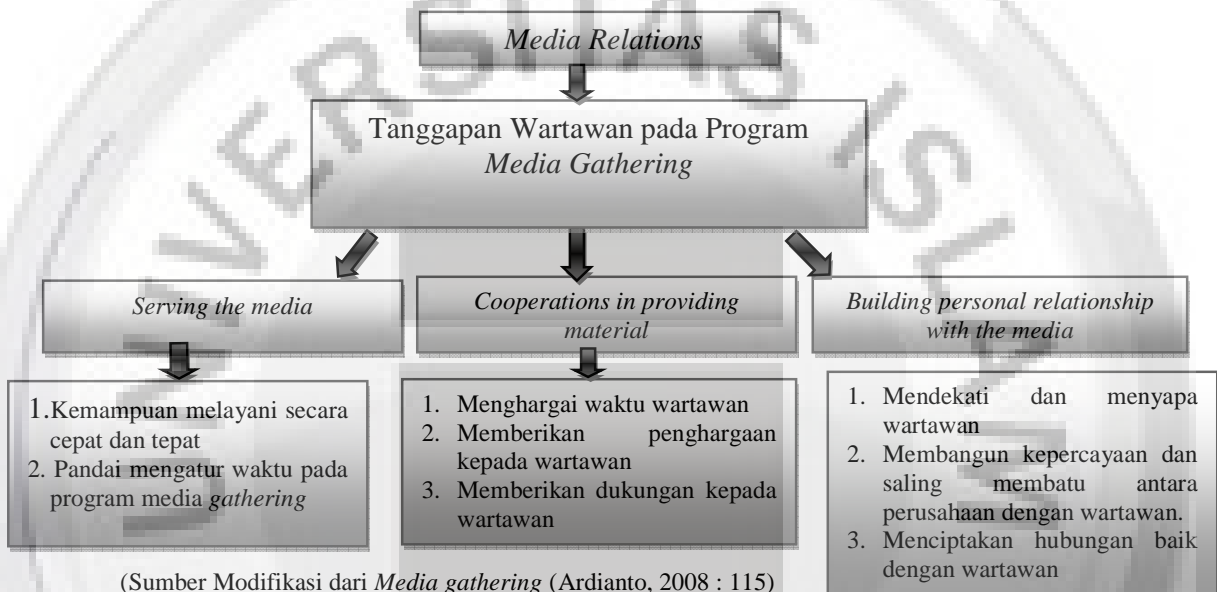 UNIVERSITAS ISLAM
Media Relations
Tanggapan Wartawan pada Program
Media Gathering
Serving the media
Cooperations in providing
material
Building personal relationship
with the media
1.Kemampuan melayani secara
cepat dan tepat
2. Pandai mengatur waktu pada
program media gathering
1. Menghargai waktu wartawan
2. Memberikan penghargaan
kepada wartawan
3. Memberikan dukungan kepada
wartawan
1. Mendekati dan menyapa
wartawan
2. Membangun kepercayaan dan
saling membatu antara
perusahaan dengan wartawan.
3. Menciptakan hubungan baik
dengan wartawan
(Sumber Modifikasi dari Media gathering (Ardianto, 2008 : 115)